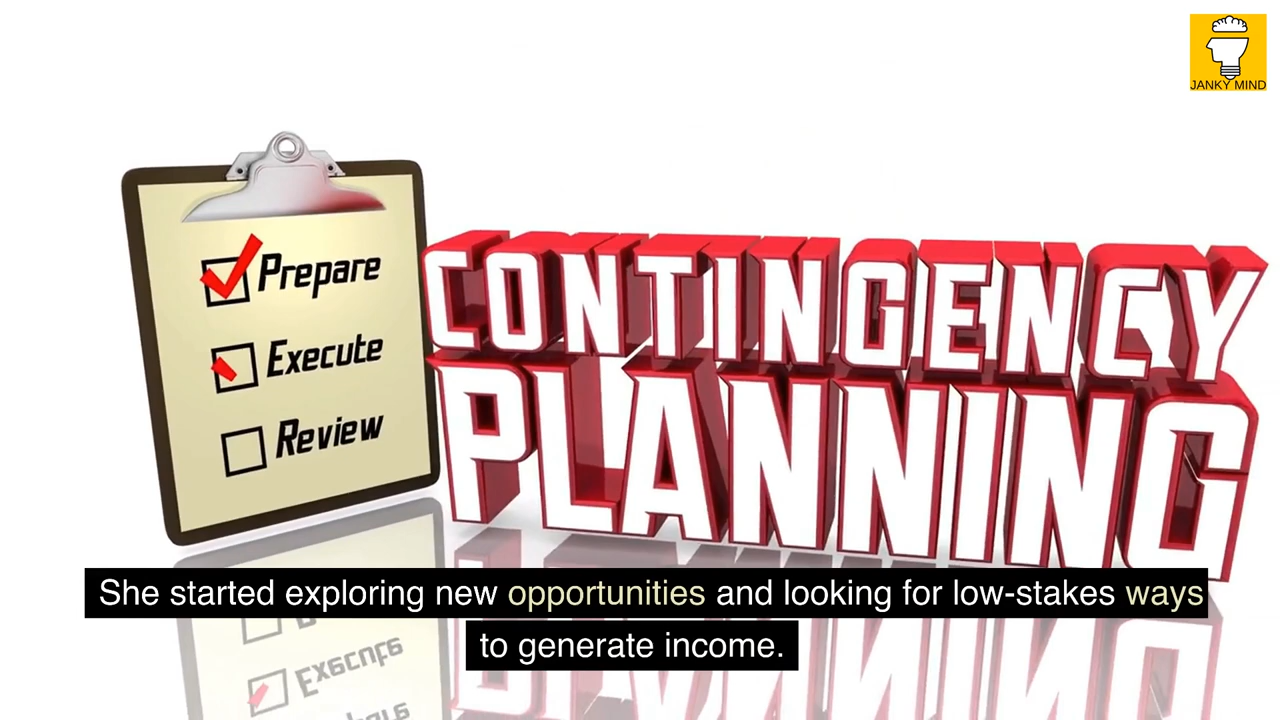 JANKY MIND
Prepare
Execute
Review
CONTINGENCY
PLANNING
She started exploring new opportunities and looking for low-stakes ways
to generate income.
Execute